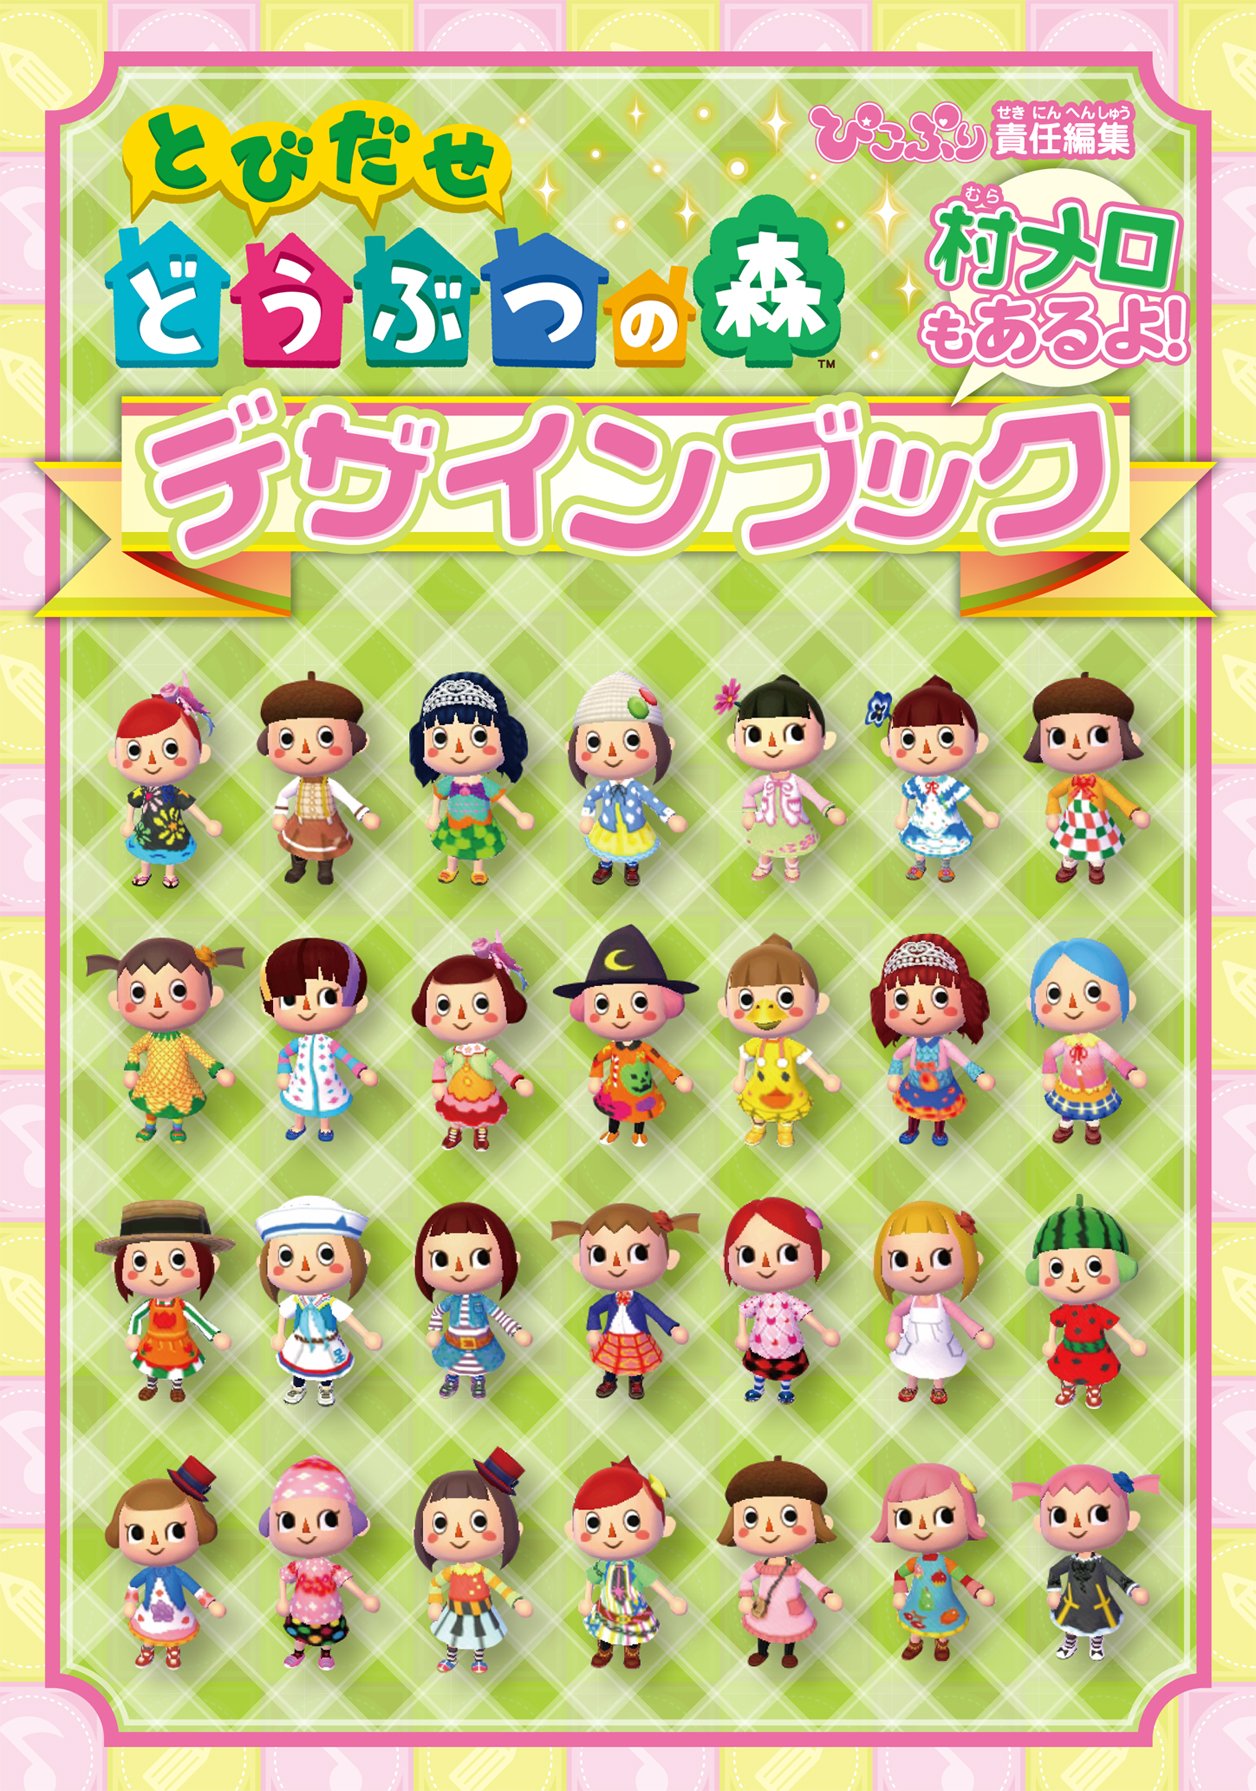 とびだせ
どうぶつの森™
ぴこぷり
せきにんへんしゅう
責任編集
むら
村メロ
もあるよ!
デザインブック